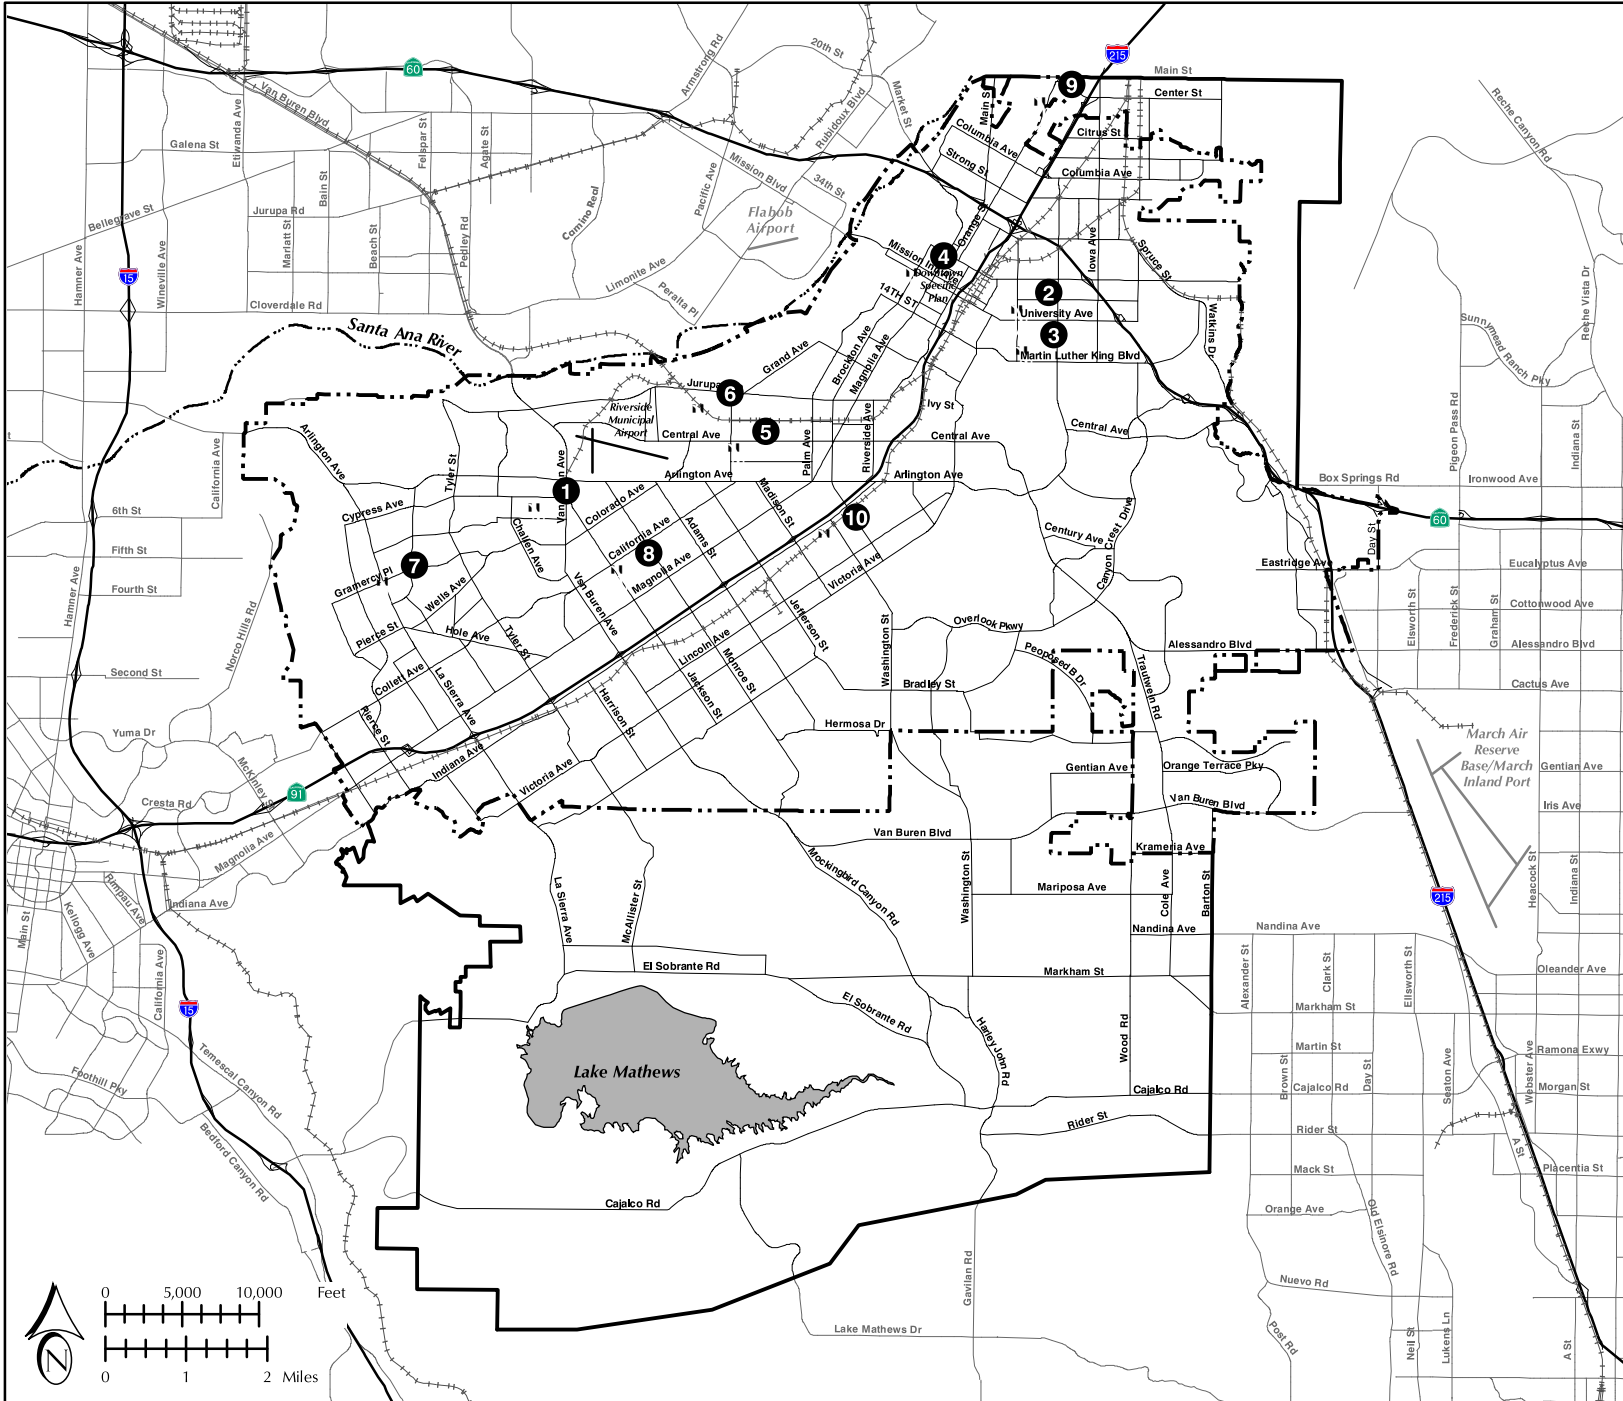 Main St
Center St
Citrus St
Columbia Ave
Columbia Ave
Strong St
Main St
Orange St
215
9
60
20th St
Armstrong Rd
Market St
Rubidoux Blvd
Van Buren Blvd
Etiwanda Ave
Galena St
Felspar St
Agate St
Bain St
Mission Blvd
34th St
Pacific Ave
Reche Canyon Rd
Bellegrave St
Jurupa Rd
Marlatt St
Beach St
Pedley Rd
Camino Real
Flabob
Airport
Mission In
4
Downtown
Specific
Plan
Iowa Ave
Spruce St
Hamner Ave
15
Wineville Ave
Cloverdale Rd
Limonite Ave
Peralta Pl
14TH ST
2
University Ave
3
Martin Luther King Blvd
Watkins Dr
Reche Vista Dr
Sunnymead Ranch Pky
Santa Ana River
Grand Ave
Brockton Ave
Magnolia Ave
Jurupa
6
Riverside
Municipal
Airport
Central Ave
5
Palm Ave
Riverside Ave
Ivy St
Central Ave
Central Ave
Pigeon Pass Rd
Indiana St
California Ave
Arlington Ave
Tyler St
1
Arlington Ave
Arlington Ave
Box Springs Rd
Ironwood Ave
60
6th St
Cypress Ave
Challen Ave
Colorado Ave
California Ave
Adams St
Madison St
10
Century Ave
Canyon Crest Drive
Day St
Fifth St
7
8
Magnolia Ave
Victoria Ave
Eastridge Ave
Eucalyptus Ave
Hamner Ave
Fourth St
Gramercy Pl
Wells Ave
Van Buren Ave
Jefferson St
Ellsworth St
Frederick St
Graham St
Cottonwood Ave
Norco Hills Rd
Pierce St
Hole Ave
Tyler St
Lincoln Ave
Monroe St
Washington St
Overlook Pkwy
Alessandro Blvd
Alessandro Blvd
Second St
Collett Ave
La Sierra Ave
Harrison St
Jackson St
Bradley St
Peoposed B Dr
Trautwein Rd
Cactus Ave
Yuma Dr
McKinley
Pierce St
Hermosa Dr
March Air
Reserve
Base/March
Inland Port
Indiana Ave
Victoria Ave
Gentian Ave
Orange Terrace Pky
Gentian Ave
91
Cresta Rd
Van Buren Blvd
Van Buren Blvd
Iris Ave
Magnolia Ave
Krameria Ave
Mockingbird Canyon Rd
Washington St
Mariposa Ave
Cole Ave
Barton St
215
Heacock St
Indiana St
Rimpau Ave
Indiana Ave
Kellogg Ave
Main St
La Sierra Ave
McAllister St
Nandina Ave
Nandina Ave
California Ave
El Sobrante Rd
Markham St
Alexander St
Clark St
Ellsworth St
Oleander Ave
15
El Sobrante Rd
Harley John Rd
Wood Rd
Markham St
Temescal Canyon Rd
Foothill Pky
Lake Mathews
Martin St
Ramona Exwy
Brown St
Cajalco Rd
Day St
Seaton Ave
Webster Ave
Morgan St
Cajalco Rd
Bedford Canyon Rd
Rider St
Rider St
A St
Mack St
Placentia St
Cajalco Rd
Orange Ave
Old Elsinore Rd
Gavilan Rd
Nuevo Rd
0 5,000 10,000 Feet
Lake Mathews Dr
Post Rd
Neil St
Lukens Ln
A St
N
0 1 2 Miles